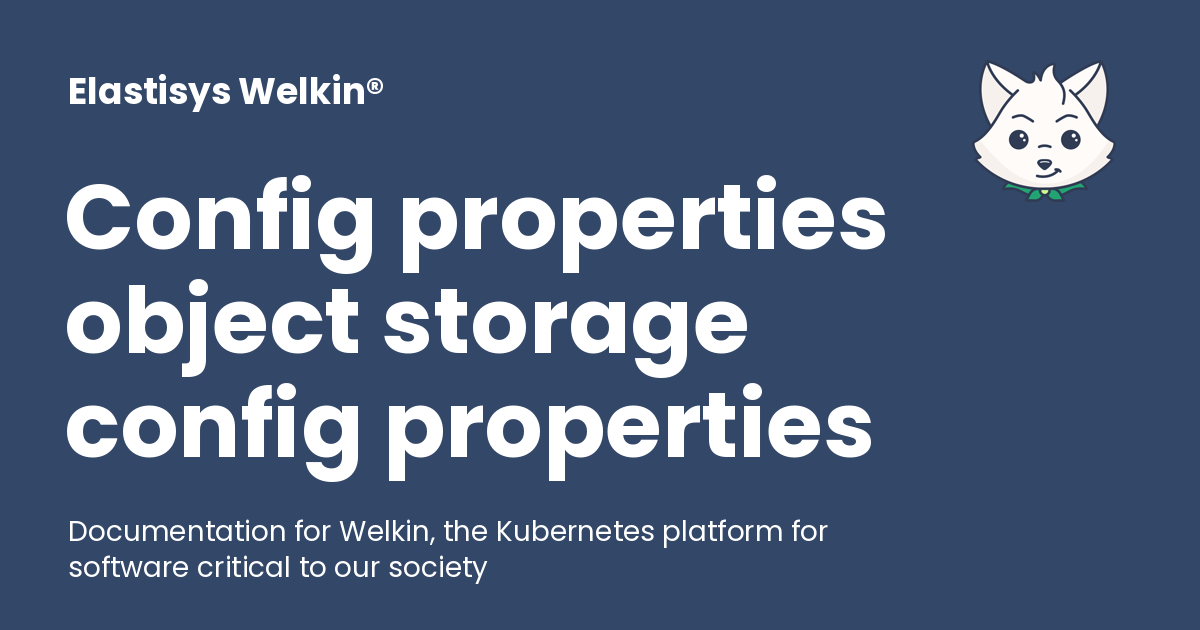 Elastisys Welkin®
Config properties
object storage
config properties
Documentation for Welkin, the Kubernetes platform for
software critical to our society